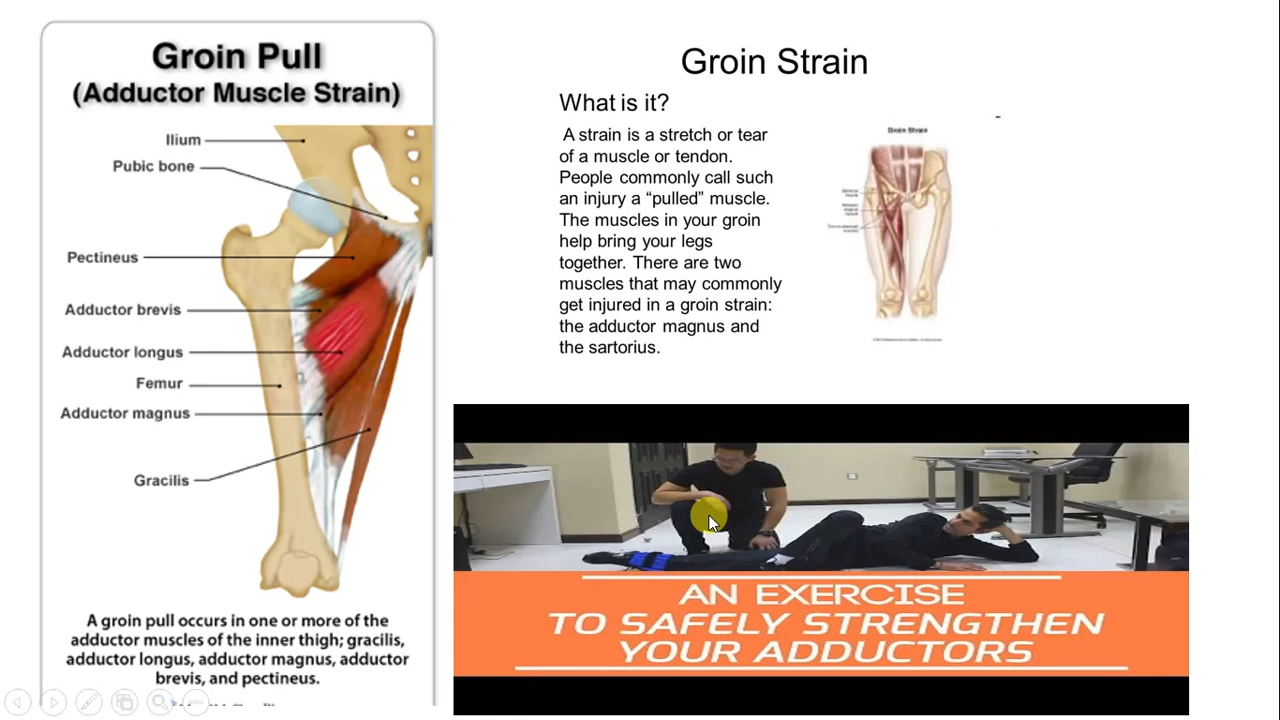 Groin Pull
(Adductor Muscle Strain)
Ilium
Pubic bone
Pectineus
Adductor brevis
Adductor longus
Femur
Adductor magnus
Gracilis
A groin pull occurs in one or more of the
adductor muscles of the inner thigh; gracilis,
adductor longus, adductor magnus, adductor
brevis, and pectineus.
Groin Strain
What is it?
A strain is a stretch or tear
of a muscle or tendon.
People commonly call such
an injury a “pulled” muscle.
The muscles in your groin
help bring your legs
together. There are two
muscles that may commonly
get injured in a groin strain:
the adductor magnus and
the sartorius.
Groin Strain
AN EXERCISE
TO SAFELY STRENGTHEN
YOUR ADDUCTORS